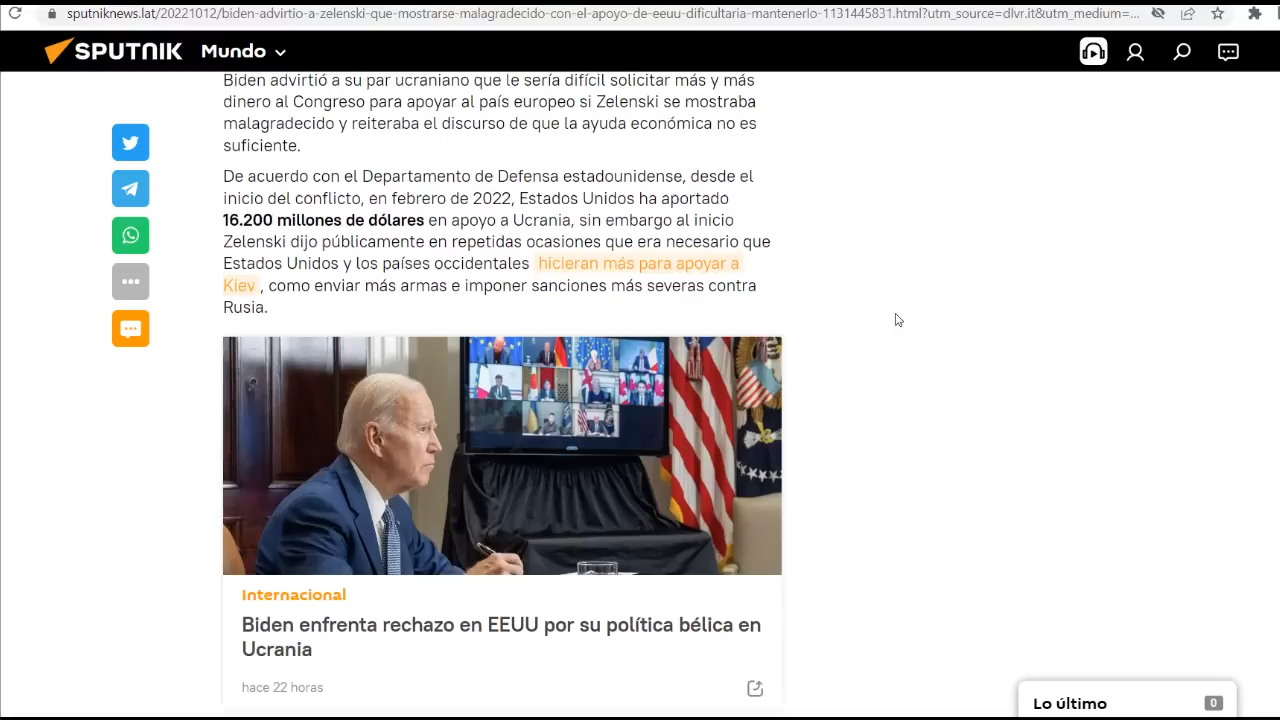 sputniknews.lat/20221012/biden-advirtio-a-zelenski-que-mostrarse-malagradecido-con-el-apoyo-de-eeuu-dificultaria-mantenerlo-1131445831.html?utm_source=dlvr.it&utm_medium=...
SPUTNIK Mundo
Biden advirtió a su par ucraniano que le sería difícil solicitar más y más
dinero al Congreso para apoyar al país europeo si Zelenski se mostraba
malagradecido y reiteraba el discurso de que la ayuda económica no es
suficiente.
De acuerdo con el Departamento de Defensa estadounidense, desde el
inicio del conflicto, en febrero de 2022, Estados Unidos ha aportado
16.200 millones de dólares en apoyo a Ucrania, sin embargo al inicio
Zelenski dijo públicamente en repetidas ocasiones que era necesario que
Estados Unidos y los países occidentales hicieran más para apoyar a
Kiev , como enviar más armas e imponer sanciones más severas contra
Rusia.
Internacional
Biden enfrenta rechazo en EEUU por su política bélica en
Ucrania
hace 22 horas
Lo último 0